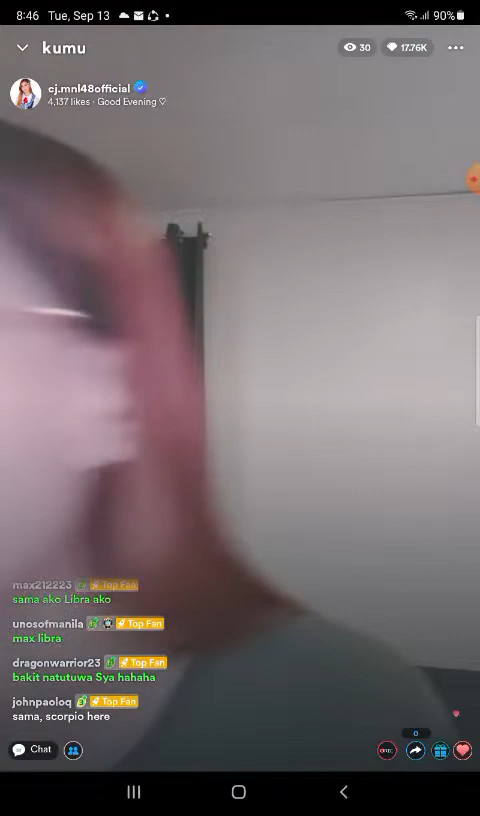 8:46 Tue, Sep 13 90%
kumu 30 17.76K
cj.mnl48official
4,137 likes · Good Evening ♡
max212223 Top Fan
sama ako Libra ako
unosofmanila Top Fan
max libra
dragonwarrior23 Top Fan
bakit natutuwa Sya hahaha
johnpaoloq Top Fan
sama, scorpio here
0
Chat